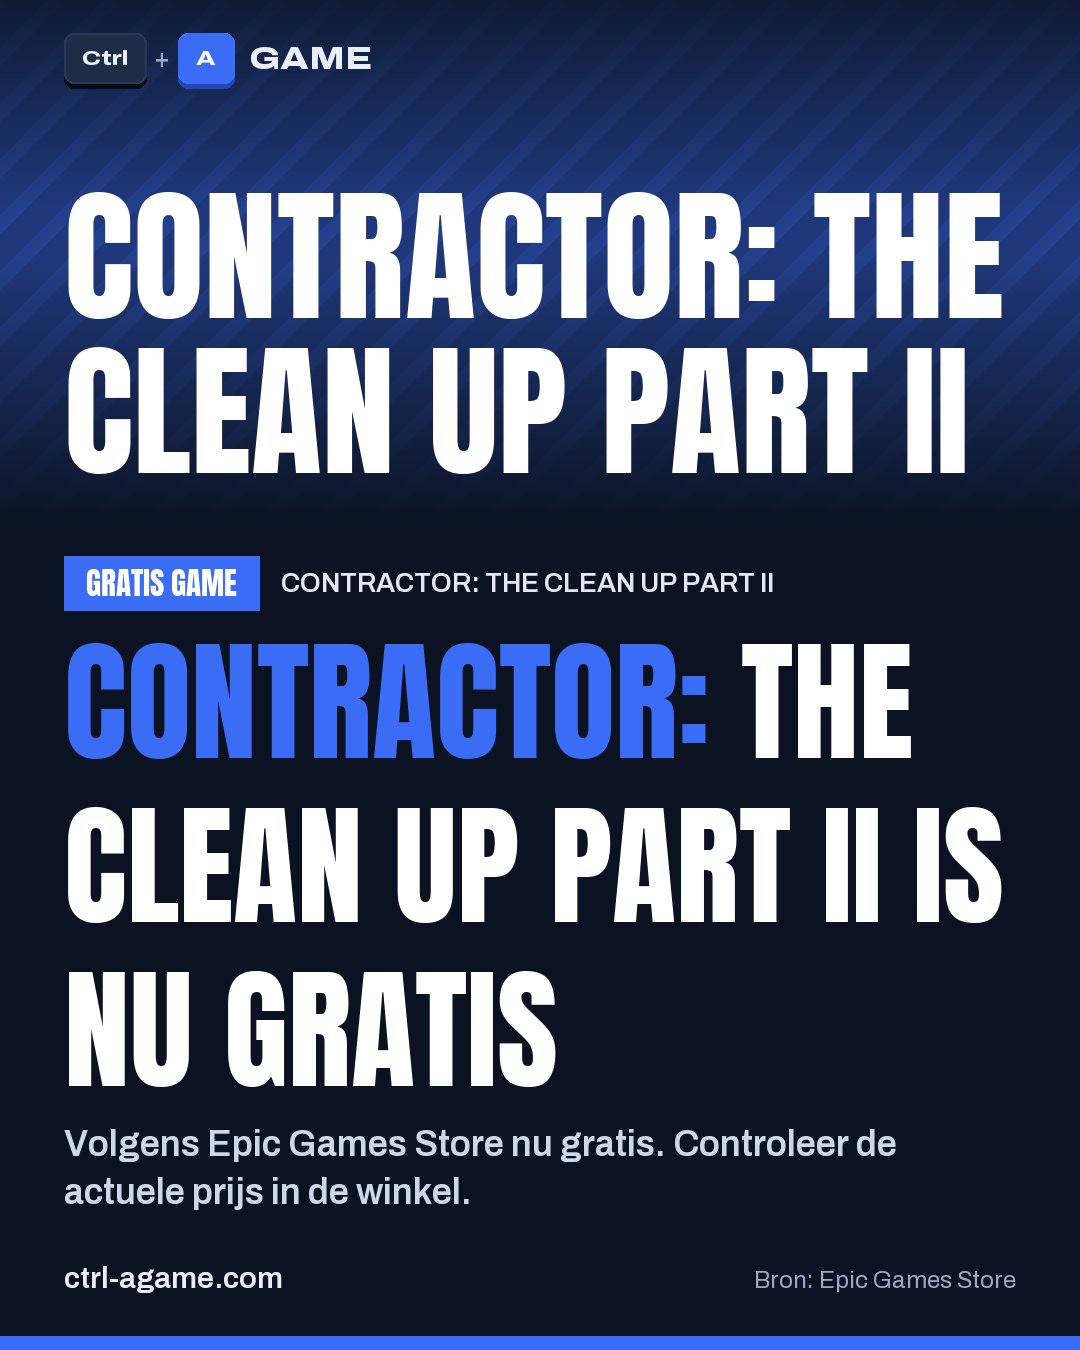 Ctrl + A GAME
CONTRACTOR: THE
CLEAN UP PART II
GRATIS GAME CONTRACTOR: THE CLEAN UP PART II
CONTRACTOR: THE
CLEAN UP PART II IS
NU GRATIS
Volgens Epic Games Store nu gratis. Controleer de
actuele prijs in de winkel.
ctrl-agame.com
Bron: Epic Games Store